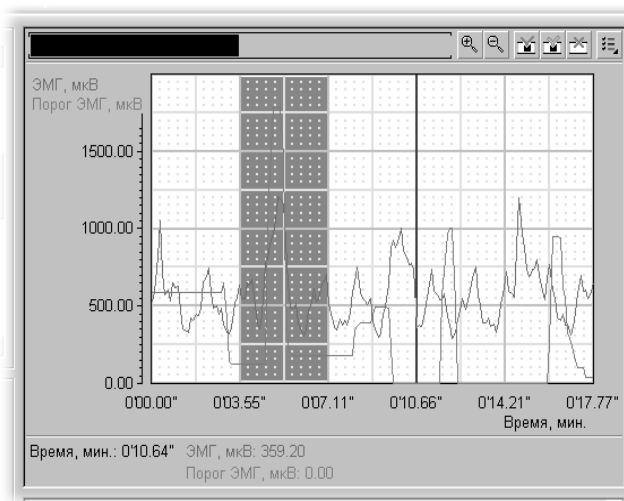 ЭМГ, мкВ
Порог ЭМГ, мкВ
1500.00
1000.00
500.00
0.00
0'00.00" 0'03.55" 0'07.11" 0'10.66" 0'14.21" 0'17.77"
Время, мин.
Время, мин.: 0'10.64" ЭМГ, мкВ: 359.20
Порог ЭМГ, мкВ: 0.00